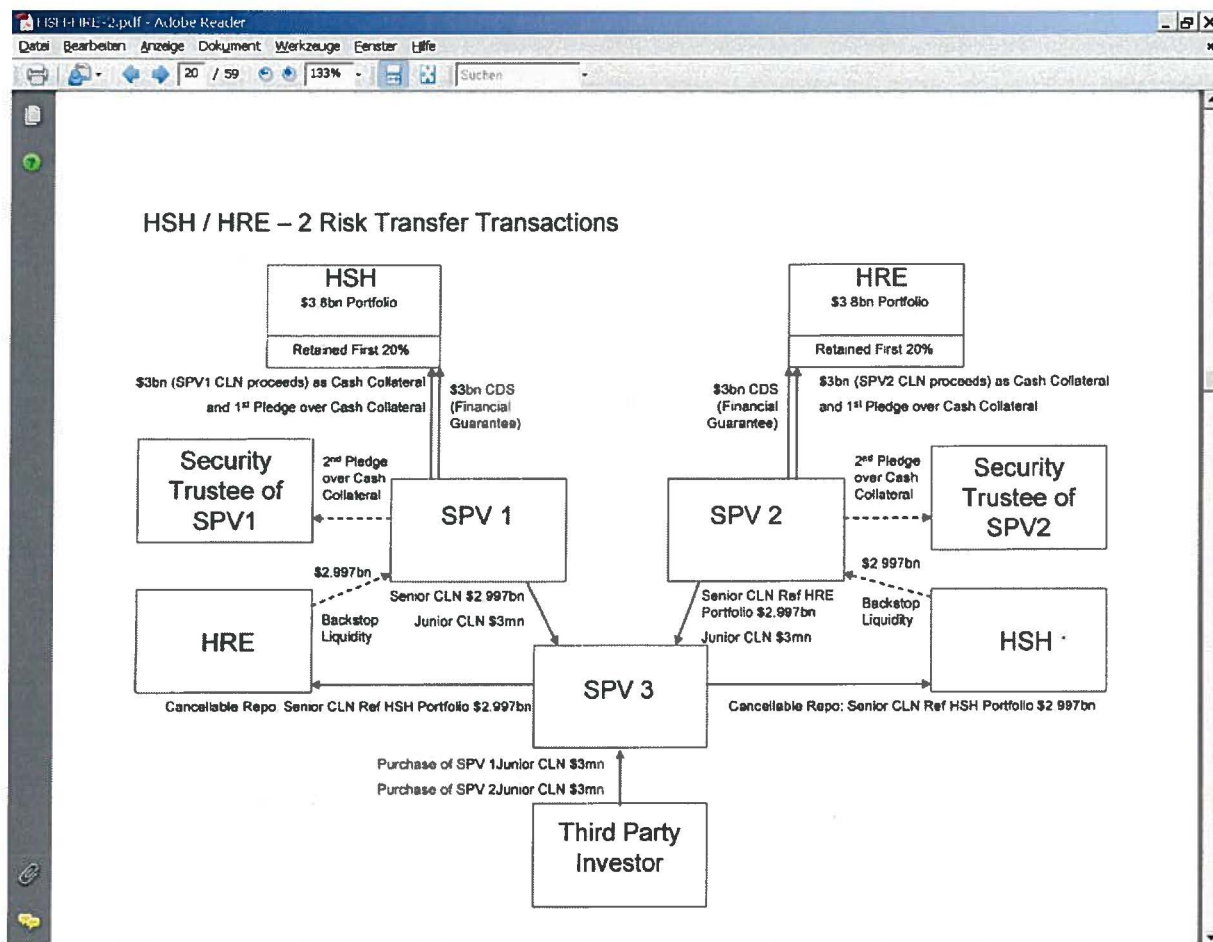 HSH-HRE-2.pdf - Adobe Reader
Datei Bearbeiten Anzeige Dokument Werkzeuge Fenster Hilfe
20 / 59 133% Suchen
HSH / HRE – 2 Risk Transfer Transactions
HSH
$3 8bn Portfolio
Retained First 20%
HRE
$3 8bn Portfolio
Retained First 20%
$3bn (SPV1 CLN proceeds) as Cash Collateral
and 1st Pledge over Cash Collateral
$3bn CDS
(Financial
Guarantee)
$3bn CDS
(Financial
Guarantee)
$3bn (SPV2 CLN proceeds) as Cash Collateral
and 1st Pledge over Cash Collateral
Security
Trustee of
SPV1
2nd Pledge
over Cash
Collateral
SPV 1
SPV 2
2nd Pledge
over Cash
Collateral
Security
Trustee of
SPV2
$2.997bn
Backstop
Liquidity
HRE
Senior CLN $2 997bn
Junior CLN $3mn
Senior CLN Ref HRE
Portfolio $2.997bn
Junior CLN $3mn
$2 997bn
Backstop
Liquidity
HSH
SPV 3
Cancellable Repo: Senior CLN Ref HSH Portfolio $2.997bn
Cancellable Repo: Senior CLN Ref HSH Portfolio $2 997bn
Purchase of SPV 1Junior CLN $3mn
Purchase of SPV 2Junior CLN $3mn
Third Party
Investor